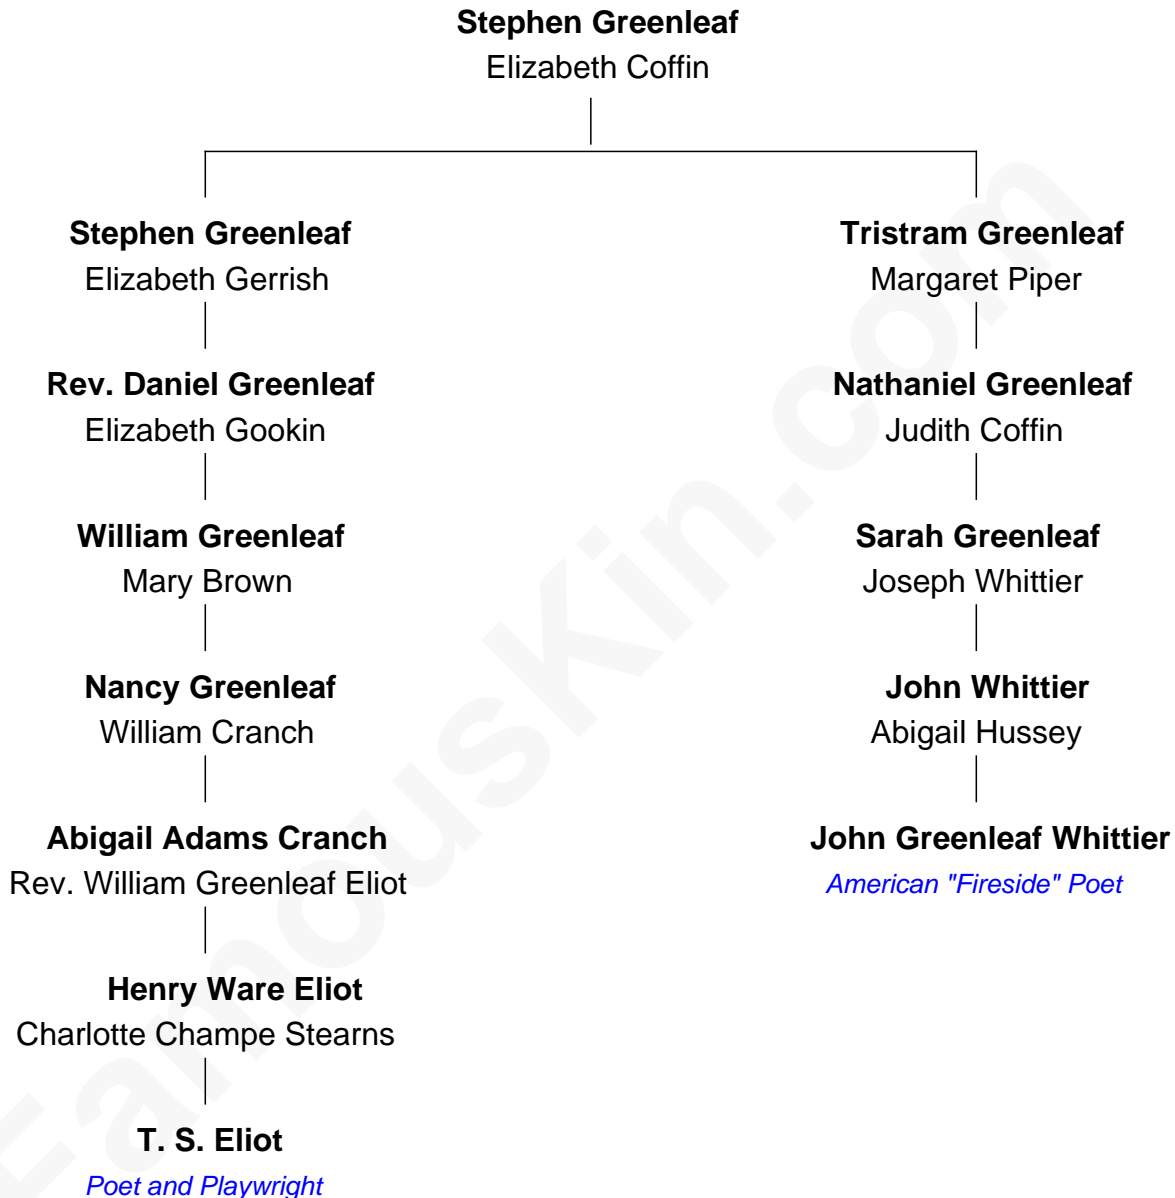 Stephen Greenleaf
Elizabeth Coffin
Stephen Greenleaf
Elizabeth Gerrish
Tristram Greenleaf
Margaret Piper
Rev. Daniel Greenleaf
Elizabeth Gookin
Nathaniel Greenleaf
Judith Coffin
William Greenleaf
Mary Brown
Sarah Greenleaf
Joseph Whittier
Nancy Greenleaf
William Cranch
John Whittier
Abigail Hussey
Abigail Adams Cranch
Rev. William Greenleaf Eliot
John Greenleaf Whittier
American "Fireside" Poet
Henry Ware Eliot
Charlotte Champe Stearns
T. S. Eliot
Poet and Playwright
FamousKin.com